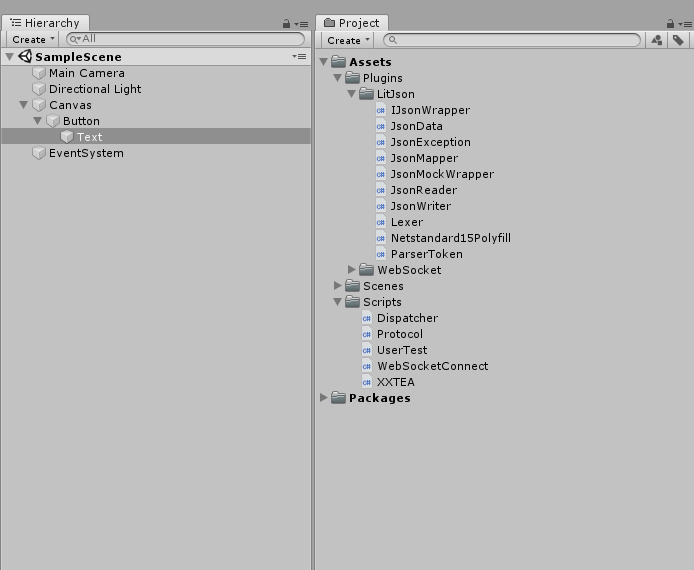 Hierarchy
Create
All
SampleScene
Main Camera
Directional Light
Canvas
Button
Text
EventSystem
Project
Create
Assets
Plugins
LitJson
IJsonWrapper
JsonData
JsonException
JsonMapper
JsonMockWrapper
JsonReader
JsonWriter
Lexer
Netstandard15Polyfill
ParserToken
WebSocket
Scenes
Scripts
Dispatcher
Protocol
UserTest
WebSocketConnect
XXTEA
Packages